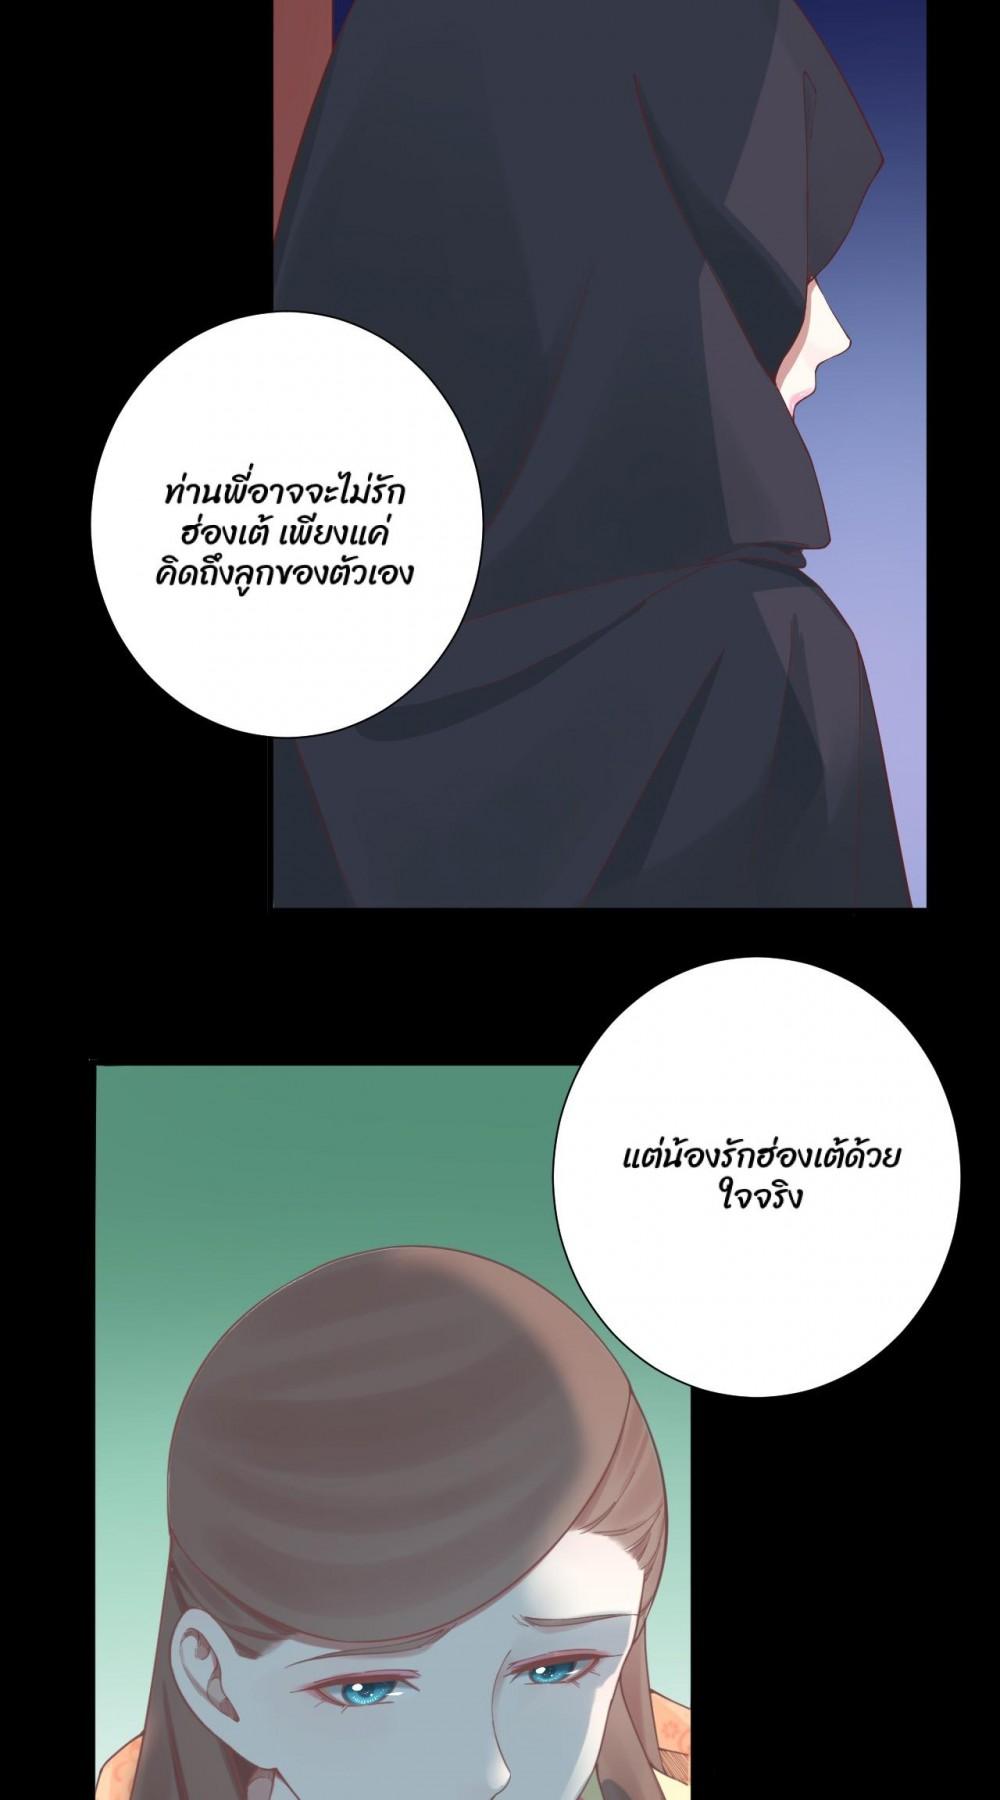 ท่านพี่อาจจะไม่รัก
ฮ่องเต้ เพียงแค่
คิดถึงลูกของตัวเอง
แต่น้องรักฮ่องเต้ด้วย
ใจจริง